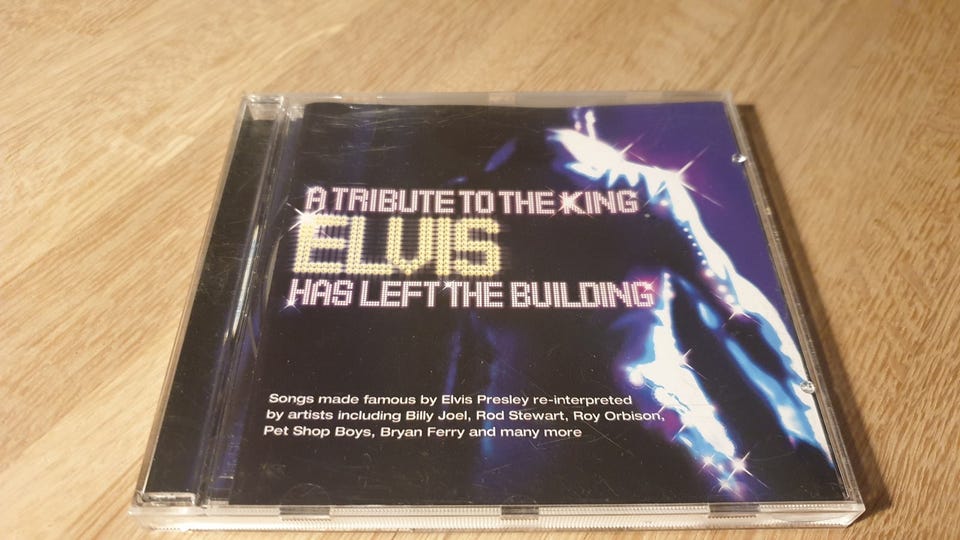 A TRIBUTE TO THE KING
ELVIS
HAS LEFT THE BUILDING
Songs made famous by Elvis Presley re-interpreted
by artists including Billy Joel, Rod Stewart, Roy Orbison,
Pet Shop Boys, Bryan Ferry and many more